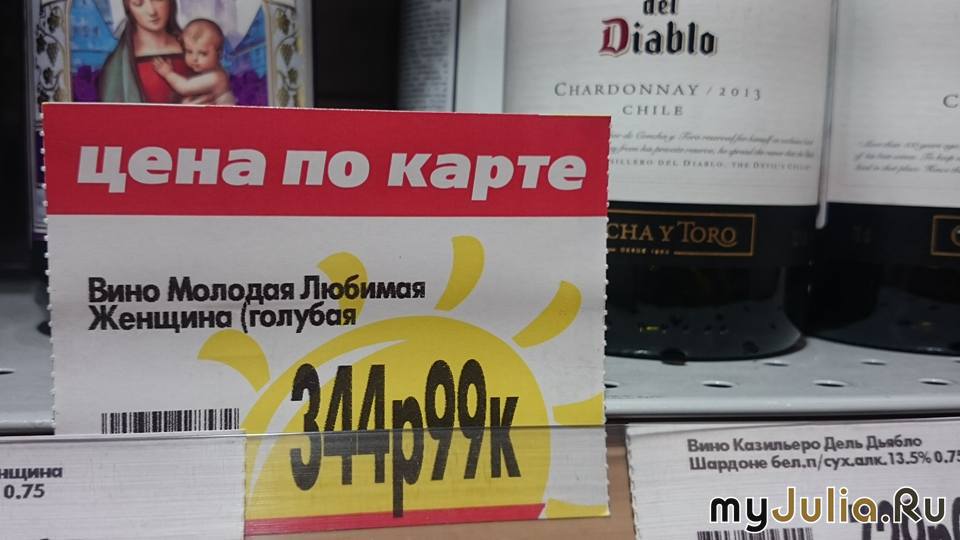 del
Diablo
CHARDONNAY / 2013
CHILE
CHA Y TORO
цена по карте
Вино Молодая Любимая
Женщина (голубая
344р99к
нщина
0.75
Вино Казильеро Дель Дьябло
Шардоне бел.п/сух.алк.13.5% 0.75
myJulia.Ru